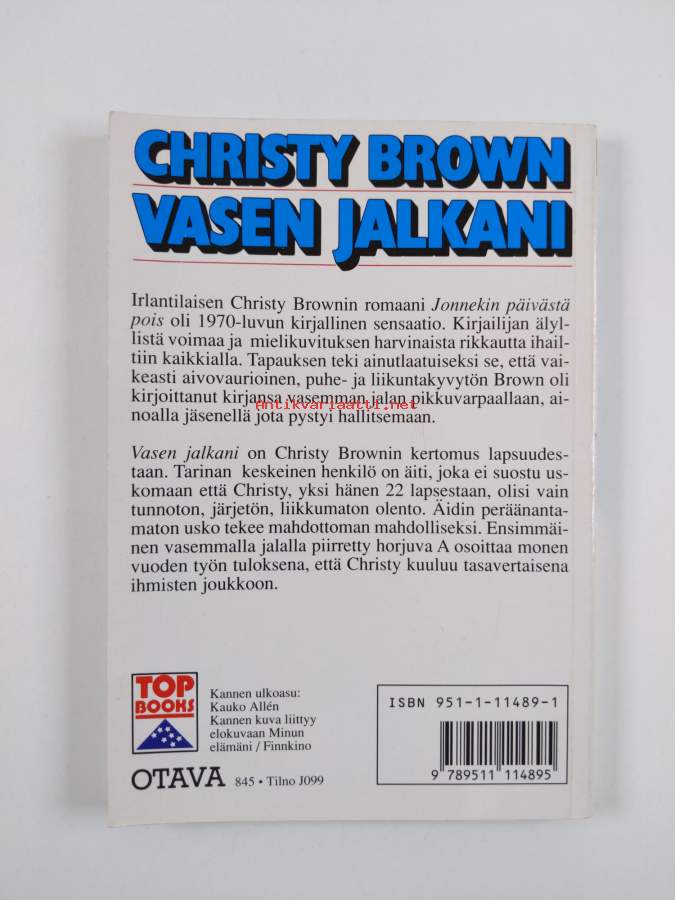 CHRISTY BROWN
VASEN JALKANI
Irlantilaisen Christy Brownin romaani Jonnekin päivästä
pois oli 1970-luvun kirjallinen sensaatio. Kirjailijan älyl-
listä voimaa ja mielikuvituksen harvinaista rikkautta ihail-
tiin kaikkialla. Tapauksen teki ainutlaatuiseksi se, että vai-
keasti aivovaurioinen, puhe- ja liikuntakyvytön Brown oli
kirjoittanut kirjansa vasemman jalan pikkuvarpaallaan, ai-
antikvariaatti.net
noalla jäsenellä jota pystyi hallitsemaan.
Vasen jalkani on Christy Brownin kertomus lapsuudes-
taan. Tarinan keskeinen henkilö on äiti, joka ei suostu us-
komaan että Christy, yksi hänen 22 lapsestaan, olisi vain
tunnoton, järjetön, liikkumaton olento. Äidin peräänanta-
maton usko tekee mahdottoman mahdolliseksi. Ensimmäi-
nen vasemmalla jalalla piirretty horjuva A osoittaa monen
vuoden työn tuloksena, että Christy kuuluu tasavertaisena
ihmisten joukkoon.
TOP
BOOKS
Kannen ulkoasu:
Kauko Allén
Kannen kuva liittyy
elokuvaan Minun
elämäni / Finnkino
OTAVA 845 • Tilno J099
ISBN 951-1-11489-1
9 789511 114895